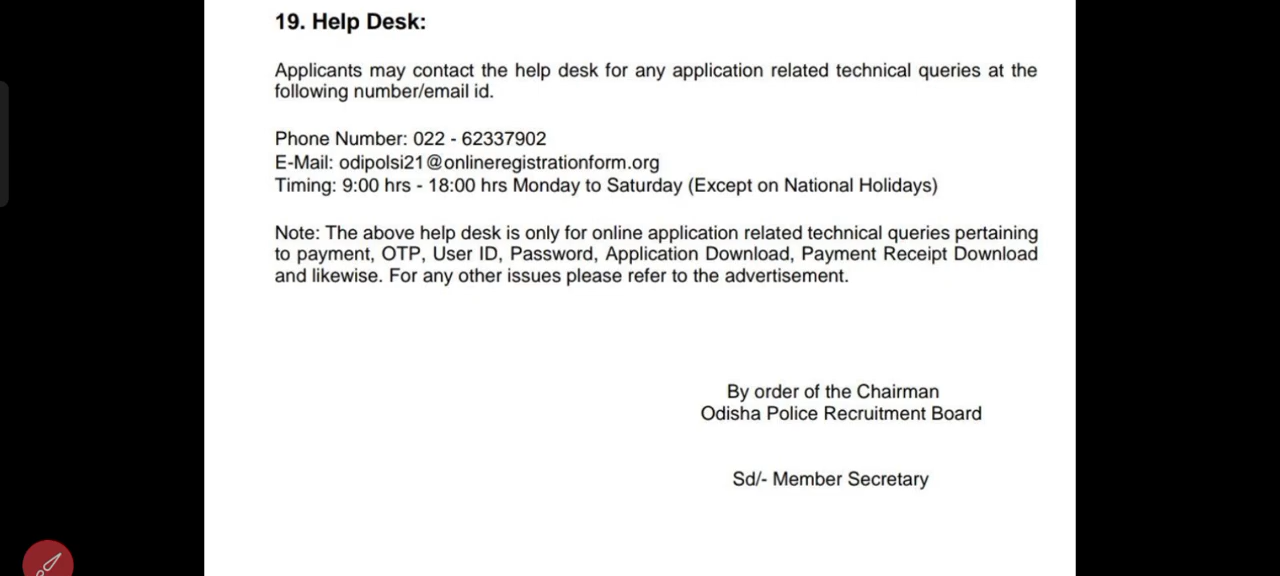 19. Help Desk:
Applicants may contact the help desk for any application related technical queries at the
following number/email id.
Phone Number: 022 - 62337902
E-Mail: odipolsi21@onlineregistrationform.org
Timing: 9:00 hrs - 18:00 hrs Monday to Saturday (Except on National Holidays)
Note: The above help desk is only for online application related technical queries pertaining
to payment, OTP, User ID, Password, Application Download, Payment Receipt Download
and likewise. For any other issues please refer to the advertisement.
By order of the Chairman
Odisha Police Recruitment Board
Sd/- Member Secretary